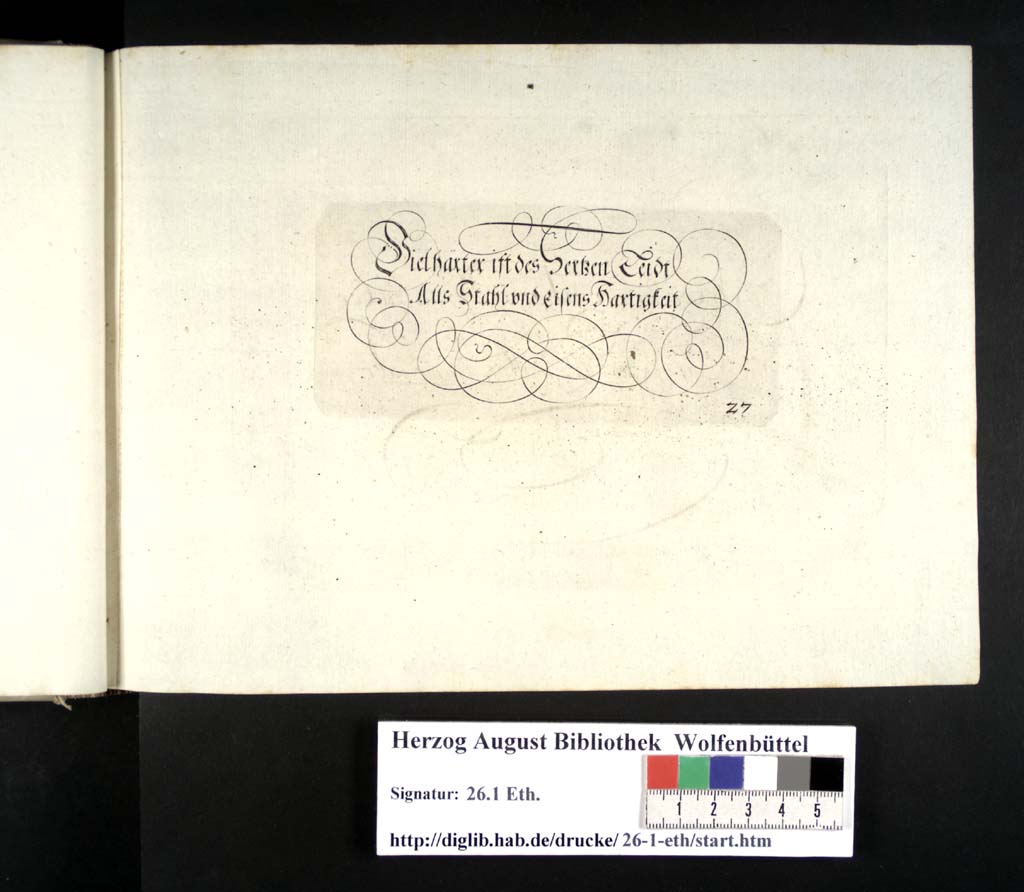 Viel härter ist des Hertzen Leidt
Alls Stahl vnd Eisens Hartigkeit
27
Herzog August Bibliothek Wolfenbüttel
Signatur: 26.1 Eth.
1 2 3 4 5
http://diglib.hab.de/drucke/ 26-1-eth/start.htm